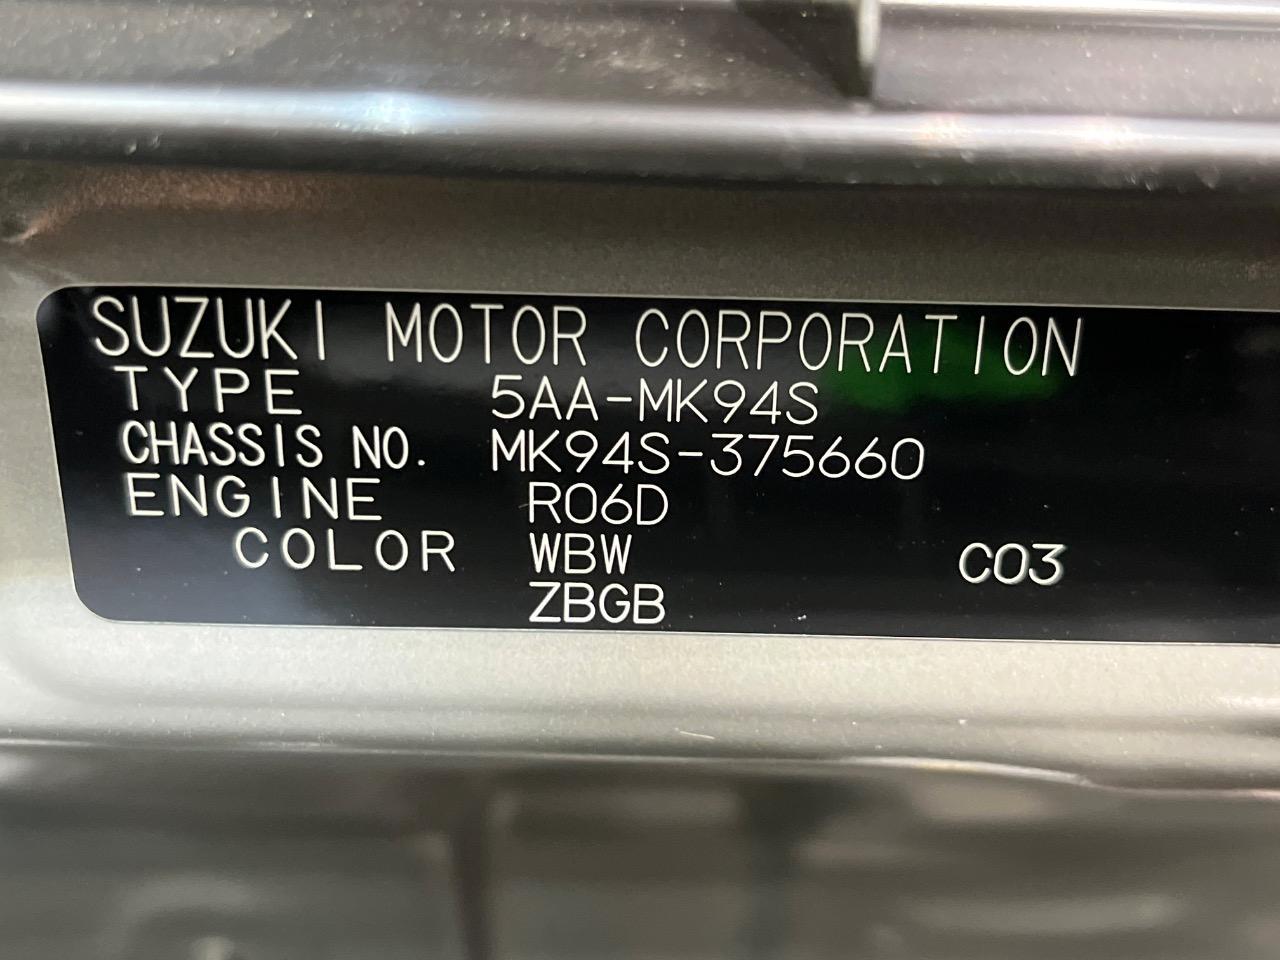 SUZUKI MOTOR CORPORATION
TYPE 5AA-MK94S
CHASSIS NO. MK94S-375660
ENGINE R06D
COLOR WBW C03
ZBGB